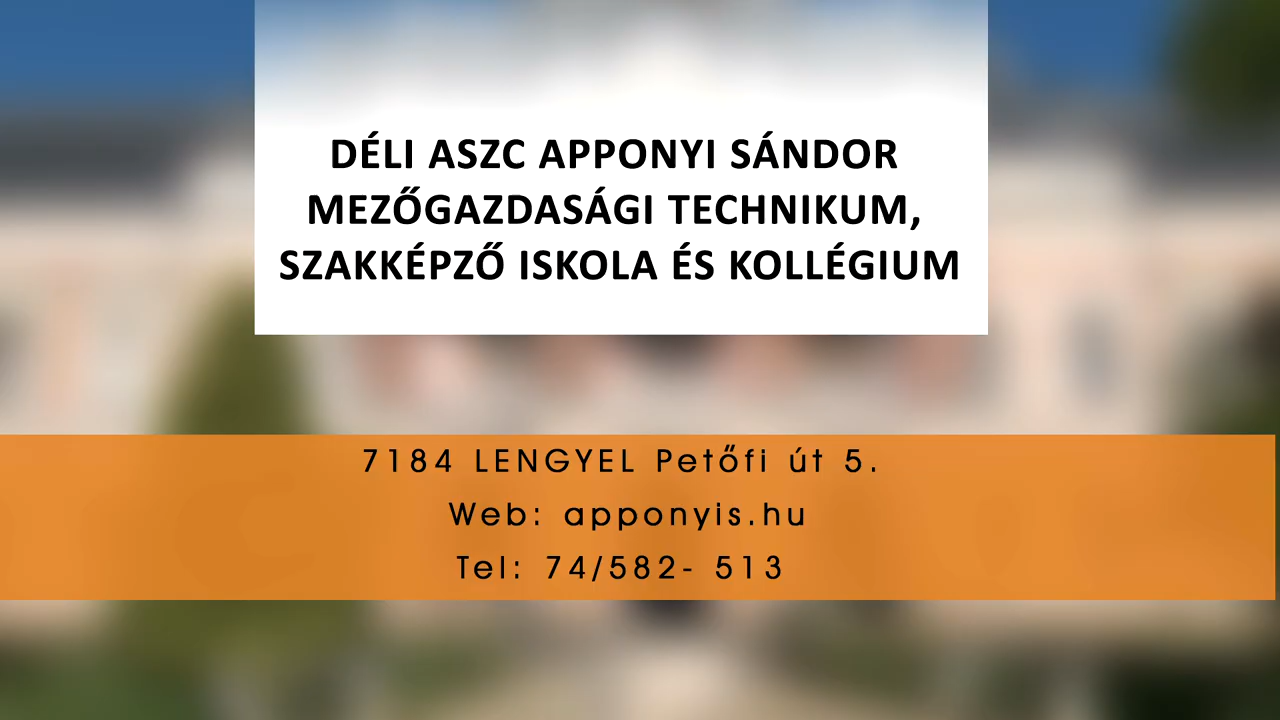 DÉLI ASZC APPONYI SÁNDOR
MEZŐGAZDASÁGI TECHNIKUM,
SZAKKÉPZŐ ISKOLA ÉS KOLLÉGIUM
7184 LENGYEL Petőfi út 5.
Web: apponyis.hu
Tel: 74/582- 513